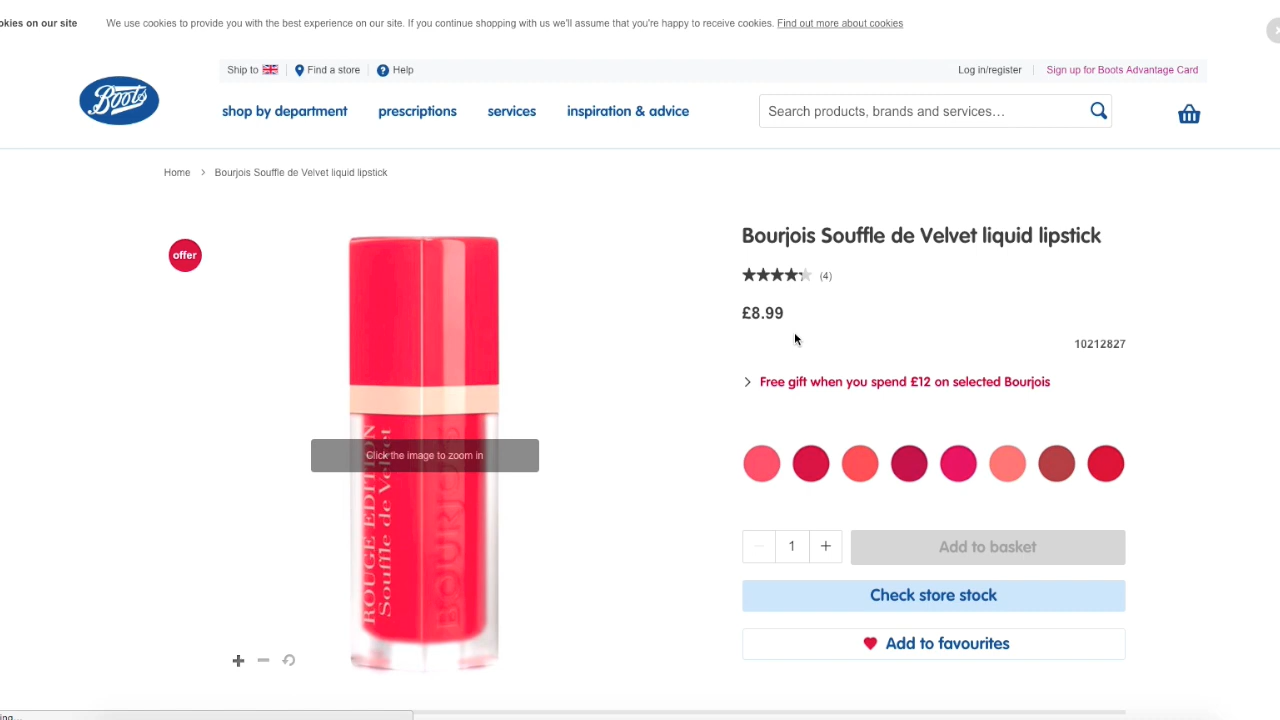 okies on our site
We use cookies to provide you with the best experience on our site. If you continue shopping with us we'll assume that you're happy to receive cookies. Find out more about cookies
Ship to
Find a store
? Help
Log in/register
Sign up for Boots Advantage Card
Boots
shop by department
prescriptions
services
inspiration & advice
Search products, brands and services…
Home > Bourjois Souffle de Velvet liquid lipstick
offer
Bourjois Souffle de Velvet liquid lipstick
(4)
£8.99
10212827
Free gift when you spend £12 on selected Bourjois
Click the image to zoom in
ROUGE EDITION
Souffle de Velvet
BOURJOIS
1
Add to basket
Check store stock
Add to favourites
ing...